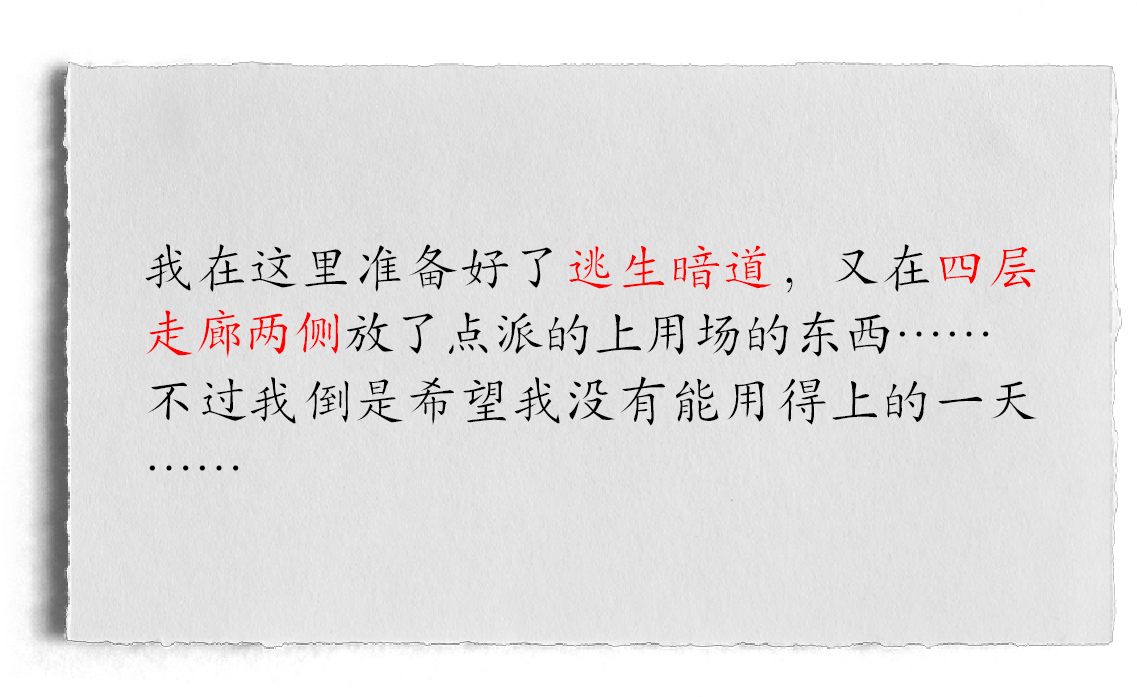 我在这里准备好了逃生暗道，又在四层
走廊两侧放了点派的上用场的东西……
不过我倒是希望我没有能用得上的一天
……